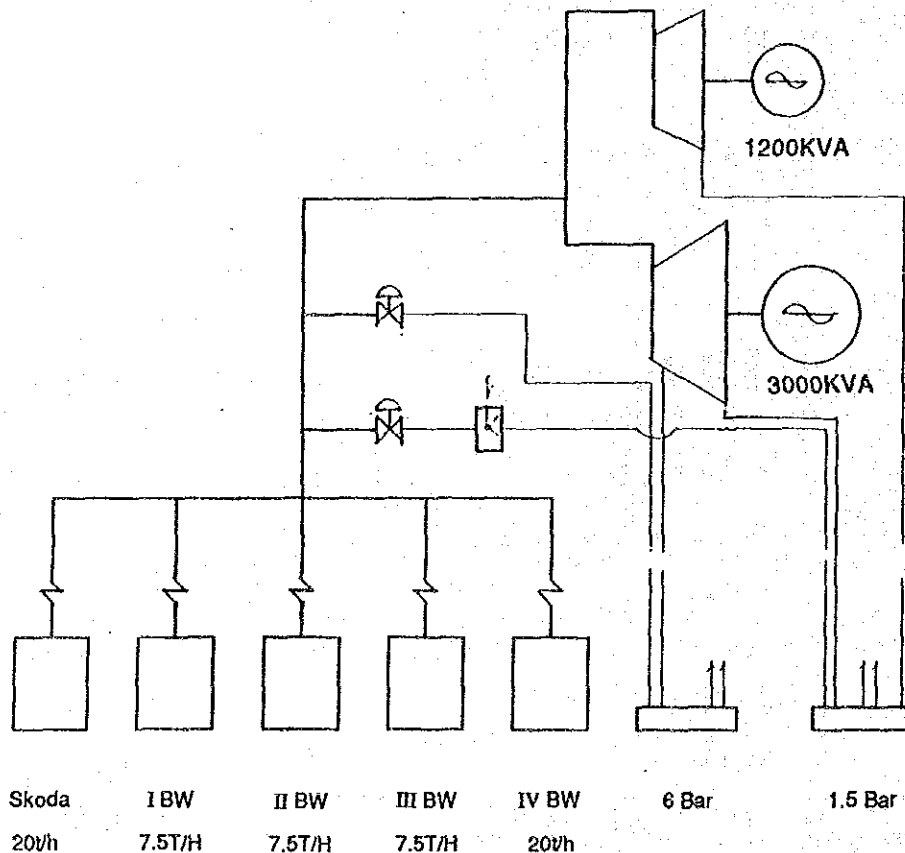 1200KVA
3000KVA
Skoda I BW II BW III BW IV BW 6 Bar 1.5 Bar
20t/h 7.5T/H 7.5T/H 7.5T/H 20t/h